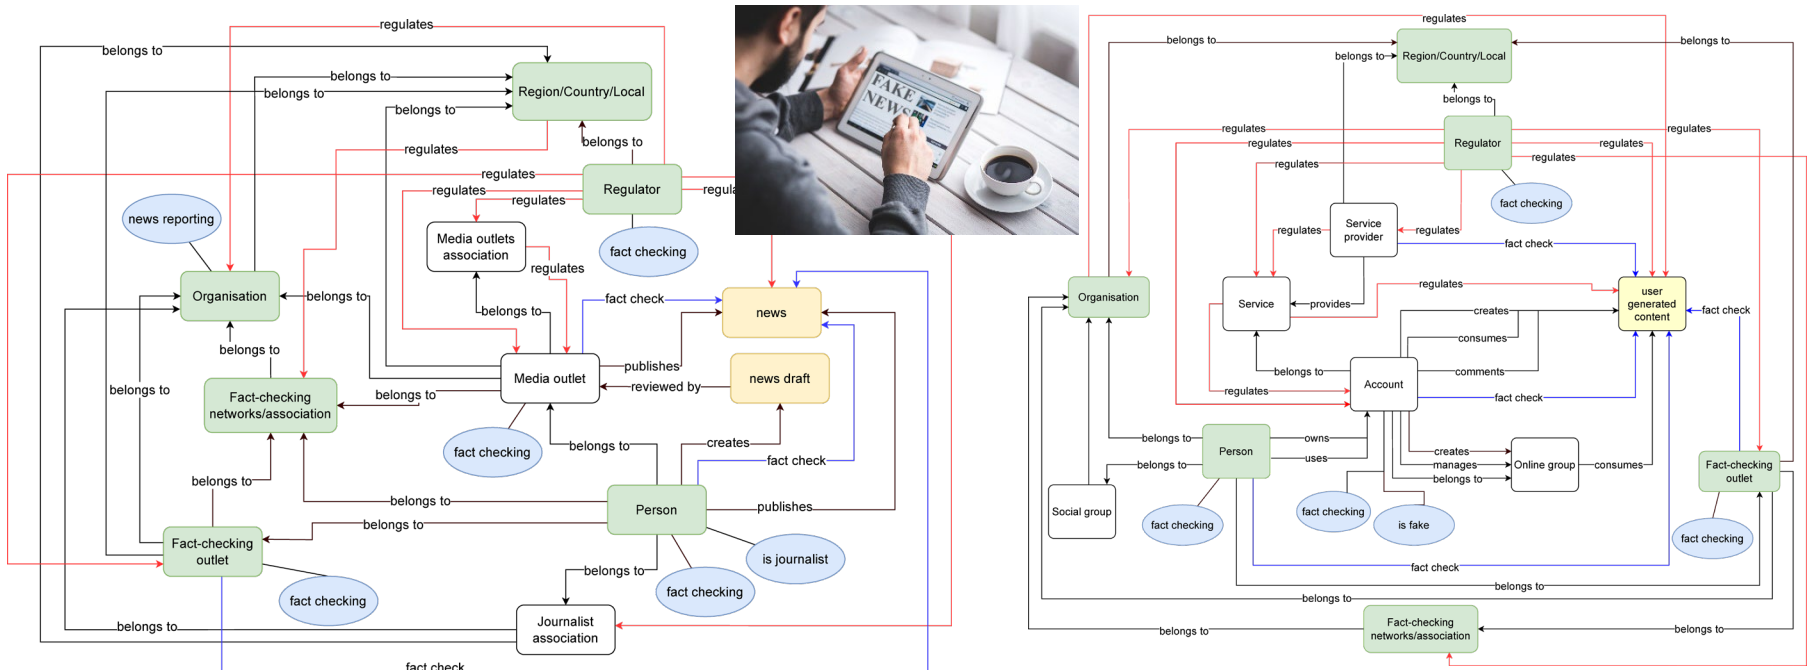 regulates
belongs to
belongs to
belongs to
belongs to
Region/Country/Local
belongs to
regulates
regulates
regulates
regulates
Regulator
news reporting
Media outlets
association
fact checking
regulates
Organisation
belongs to
fact check
news
belongs to
belongs to
publishes
Media outlet
reviewed by
news draft
belongs to
belongs to
Fact-checking
networks/association
fact checking
belongs to
creates
fact check
belongs to
belongs to
Person
publishes
belongs to
Fact-checking
outlet
is journalist
belongs to
fact checking
fact checking
belongs to
Journalist
association
fact check
FAKE
NEWS
regulates
belongs to
belongs to
belongs to
Region/Country/Local
belongs to
regulates
regulates
regulates
regulates
regulates
Regulator
regulates
fact checking
Service
provider
regulates
regulates
fact check
Organisation
Service
provides
regulates
user
generated
content
creates
fact check
consumes
belongs to
comments
Account
regulates
fact check
belongs to
owns
Person
uses
belongs to
creates
manages
belongs to
Online group
consumes
Fact-checking
outlet
Social group
fact checking
fact checking
is fake
fact checking
fact check
belongs to
belongs to
Fact-checking
networks/association
belongs to
belongs to